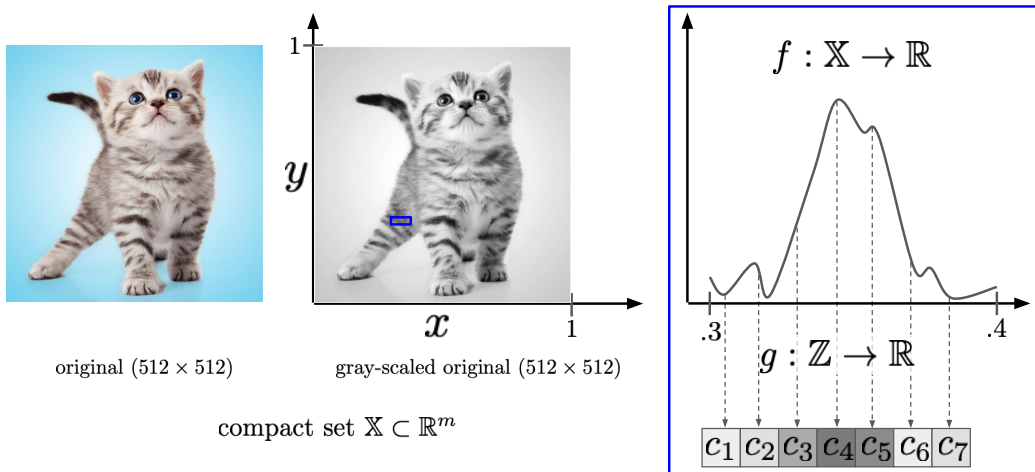 1
y
x
1
original (512 × 512)
gray-scaled original (512 × 512)
compact set 𝕏 ⊂ ℝᵐ
f : 𝕏 → ℝ
.3
.4
g : ℤ → ℝ
c₁ c₂ c₃ c₄ c₅ c₆ c₇